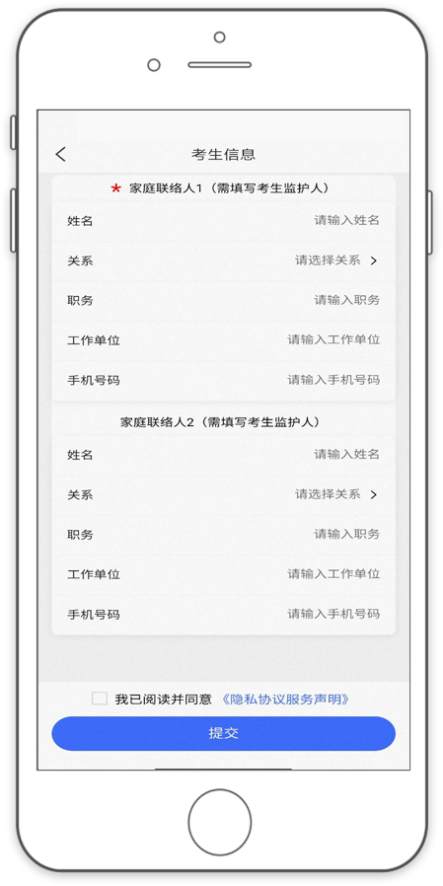 考生信息
* 家庭联络人1（需填写考生监护人）
姓名 请输入姓名
关系 请选择关系 >
职务 请输入职务
工作单位 请输入工作单位
手机号码 请输入手机号码
家庭联络人2（需填写考生监护人）
姓名 请输入姓名
关系 请选择关系 >
职务 请输入职务
工作单位 请输入工作单位
手机号码 请输入手机号码
我已阅读并同意 《隐私协议服务声明》
提交